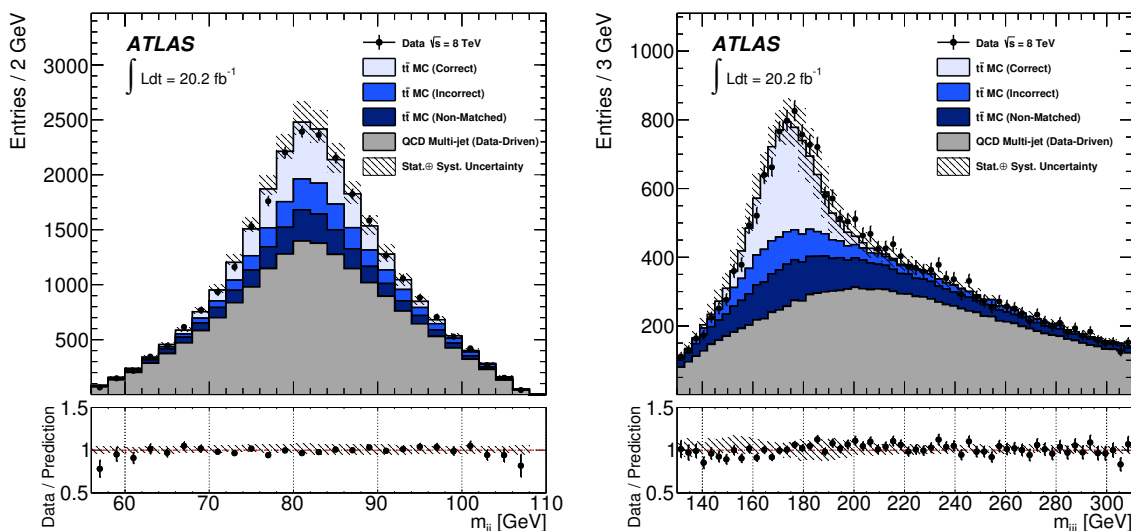 Entries / 2 GeV
3000
2500
2000
1500
1000
500
ATLAS
∫ Ldt = 20.2 fb⁻¹
Data √s = 8 TeV
tt̄ MC (Correct)
tt̄ MC (Incorrect)
tt̄ MC (Non-Matched)
QCD Multi-jet (Data-Driven)
Stat.⊕ Syst. Uncertainty
Data / Prediction
1.5
1
0.5
60 70 80 90 100 110
m_jj [GeV]
Entries / 3 GeV
1000
800
600
400
200
ATLAS
∫ Ldt = 20.2 fb⁻¹
Data √s = 8 TeV
tt̄ MC (Correct)
tt̄ MC (Incorrect)
tt̄ MC (Non-Matched)
QCD Multi-jet (Data-Driven)
Stat.⊕ Syst. Uncertainty
Data / Prediction
1.5
1
0.5
140 160 180 200 220 240 260 280 300
m_jjj [GeV]